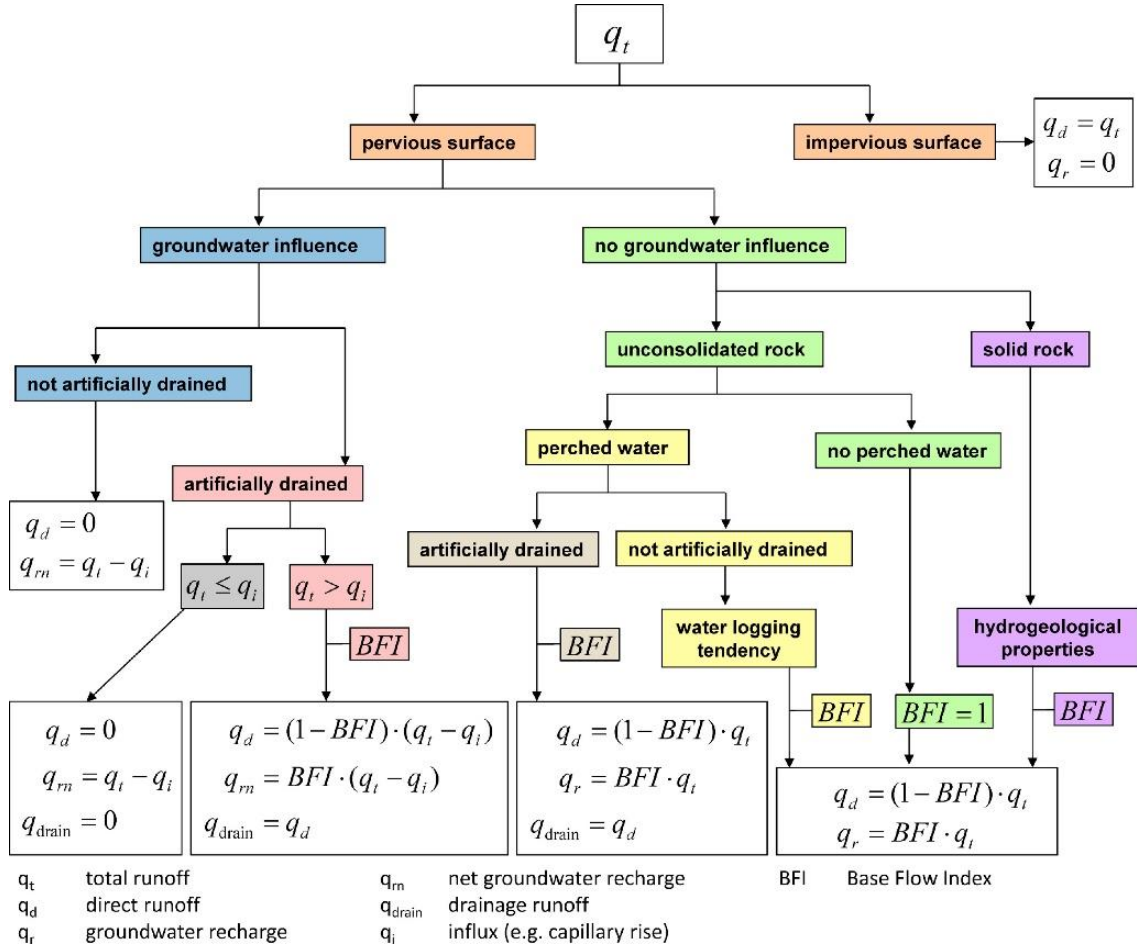 q_t
pervious surface
impervious surface
q_d = q_t
q_r = 0
groundwater influence
no groundwater influence
unconsolidated rock
solid rock
not artificially drained
perched water
no perched water
artificially drained
q_d = 0
q_rn = q_t − q_i
artificially drained
not artificially drained
q_t ≤ q_i
q_t > q_i
water logging
tendency
hydrogeological
properties
BFI
BFI
BFI
BFI = 1
BFI
q_d = 0
q_rn = q_t − q_i
q_drain = 0
q_d = (1−BFI)·(q_t − q_i)
q_rn = BFI·(q_t − q_i)
q_drain = q_d
q_d = (1−BFI)·q_t
q_r = BFI·q_t
q_drain = q_d
q_d = (1−BFI)·q_t
q_r = BFI·q_t
q_t total runoff
q_d direct runoff
q_r groundwater recharge
q_rn net groundwater recharge
q_drain drainage runoff
q_i influx (e.g. capillary rise)
BFI Base Flow Index